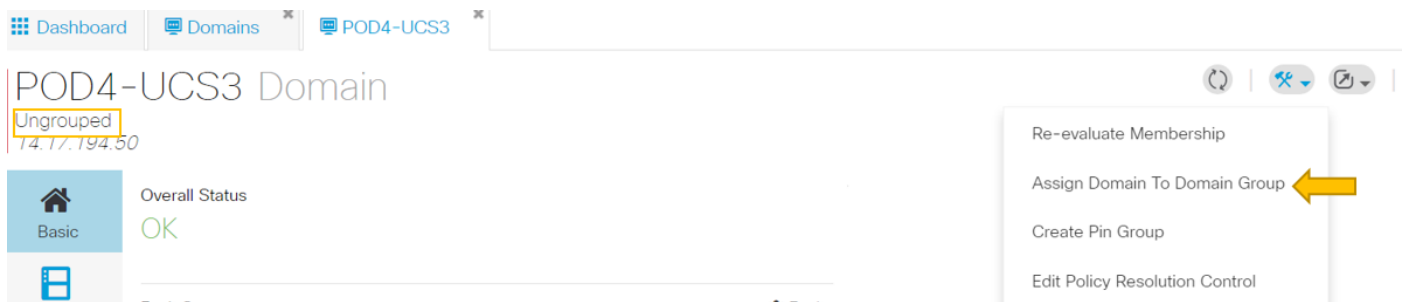 Dashboard Domains POD4-UCS3
POD4-UCS3 Domain
Ungrouped
14.17.194.50
Re-evaluate Membership
Assign Domain To Domain Group
Create Pin Group
Edit Policy Resolution Control
Overall Status
OK
Basic